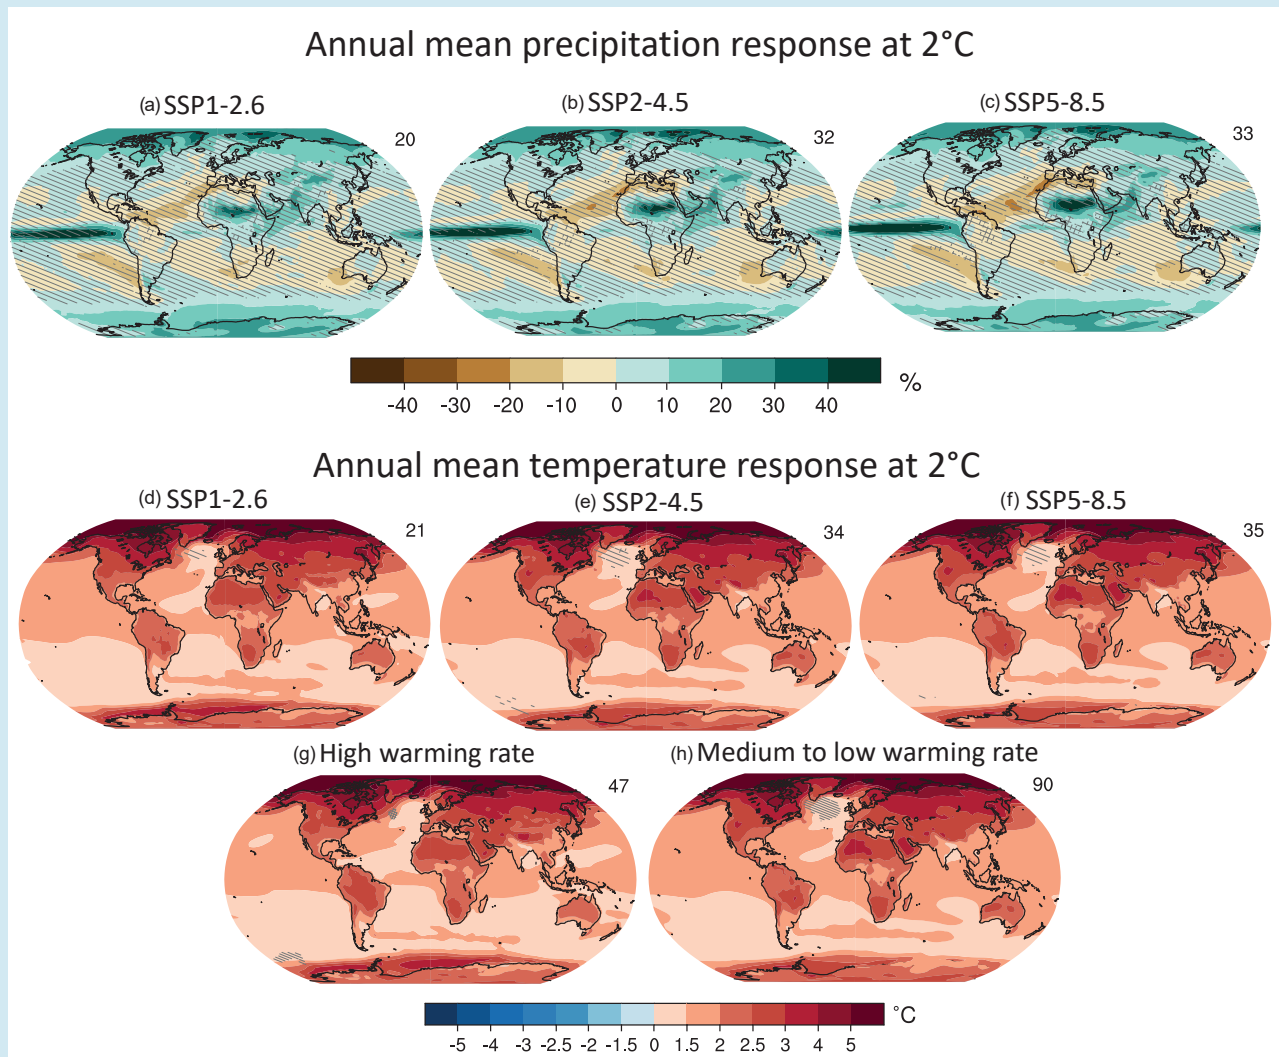 Annual mean precipitation response at 2°C
(a) SSP1-2.6
20
(b) SSP2-4.5
32
(c) SSP5-8.5
33
-40 -30 -20 -10 0 10 20 30 40 %
Annual mean temperature response at 2°C
(d) SSP1-2.6
21
(e) SSP2-4.5
34
(f) SSP5-8.5
35
(g) High warming rate
47
(h) Medium to low warming rate
90
-5 -4 -3 -2.5 -2 -1.5 0 1.5 2 2.5 3 4 5 °C